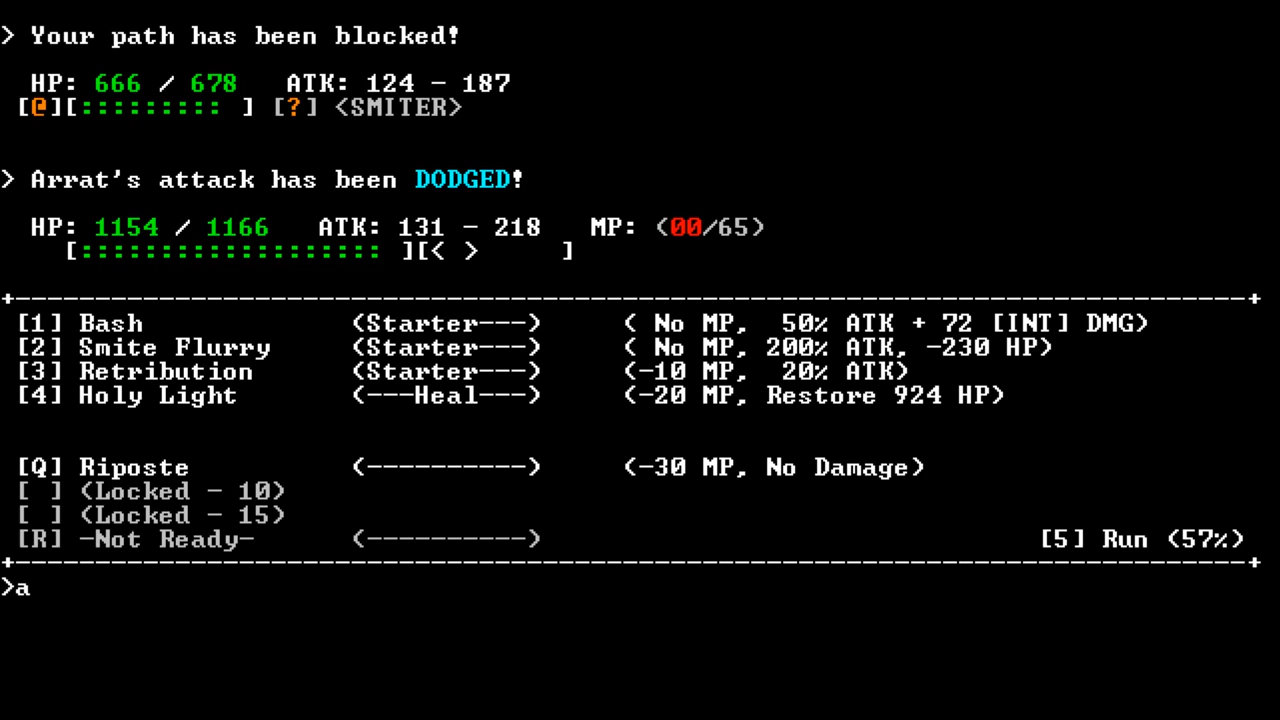 > Your path has been blocked!
HP: 666 / 678   ATK: 124 - 187
[@][::::::::: ] [?] <SMITER>
> Arrat's attack has been DODGED!
HP: 1154 / 1166   ATK: 131 - 218   MP: (00/65)
[::::::::::::::::::: ][< >     ]
+------------------------------------------------------------------------------+
[1] Bash             (Starter---)     ( No MP,  50% ATK + 72 [INT] DMG)
[2] Smite Flurry     (Starter---)     ( No MP, 200% ATK, -230 HP)
[3] Retribution      (Starter---)     (-10 MP,  20% ATK)
[4] Holy Light       (---Heal---)     (-20 MP, Restore 924 HP)
[Q] Riposte          (----------)     (-30 MP, No Damage)
[ ] (Locked - 10)
[ ] (Locked - 15)
[R] -Not Ready-      (----------)                               [5] Run (57%)
+------------------------------------------------------------------------------+
>a